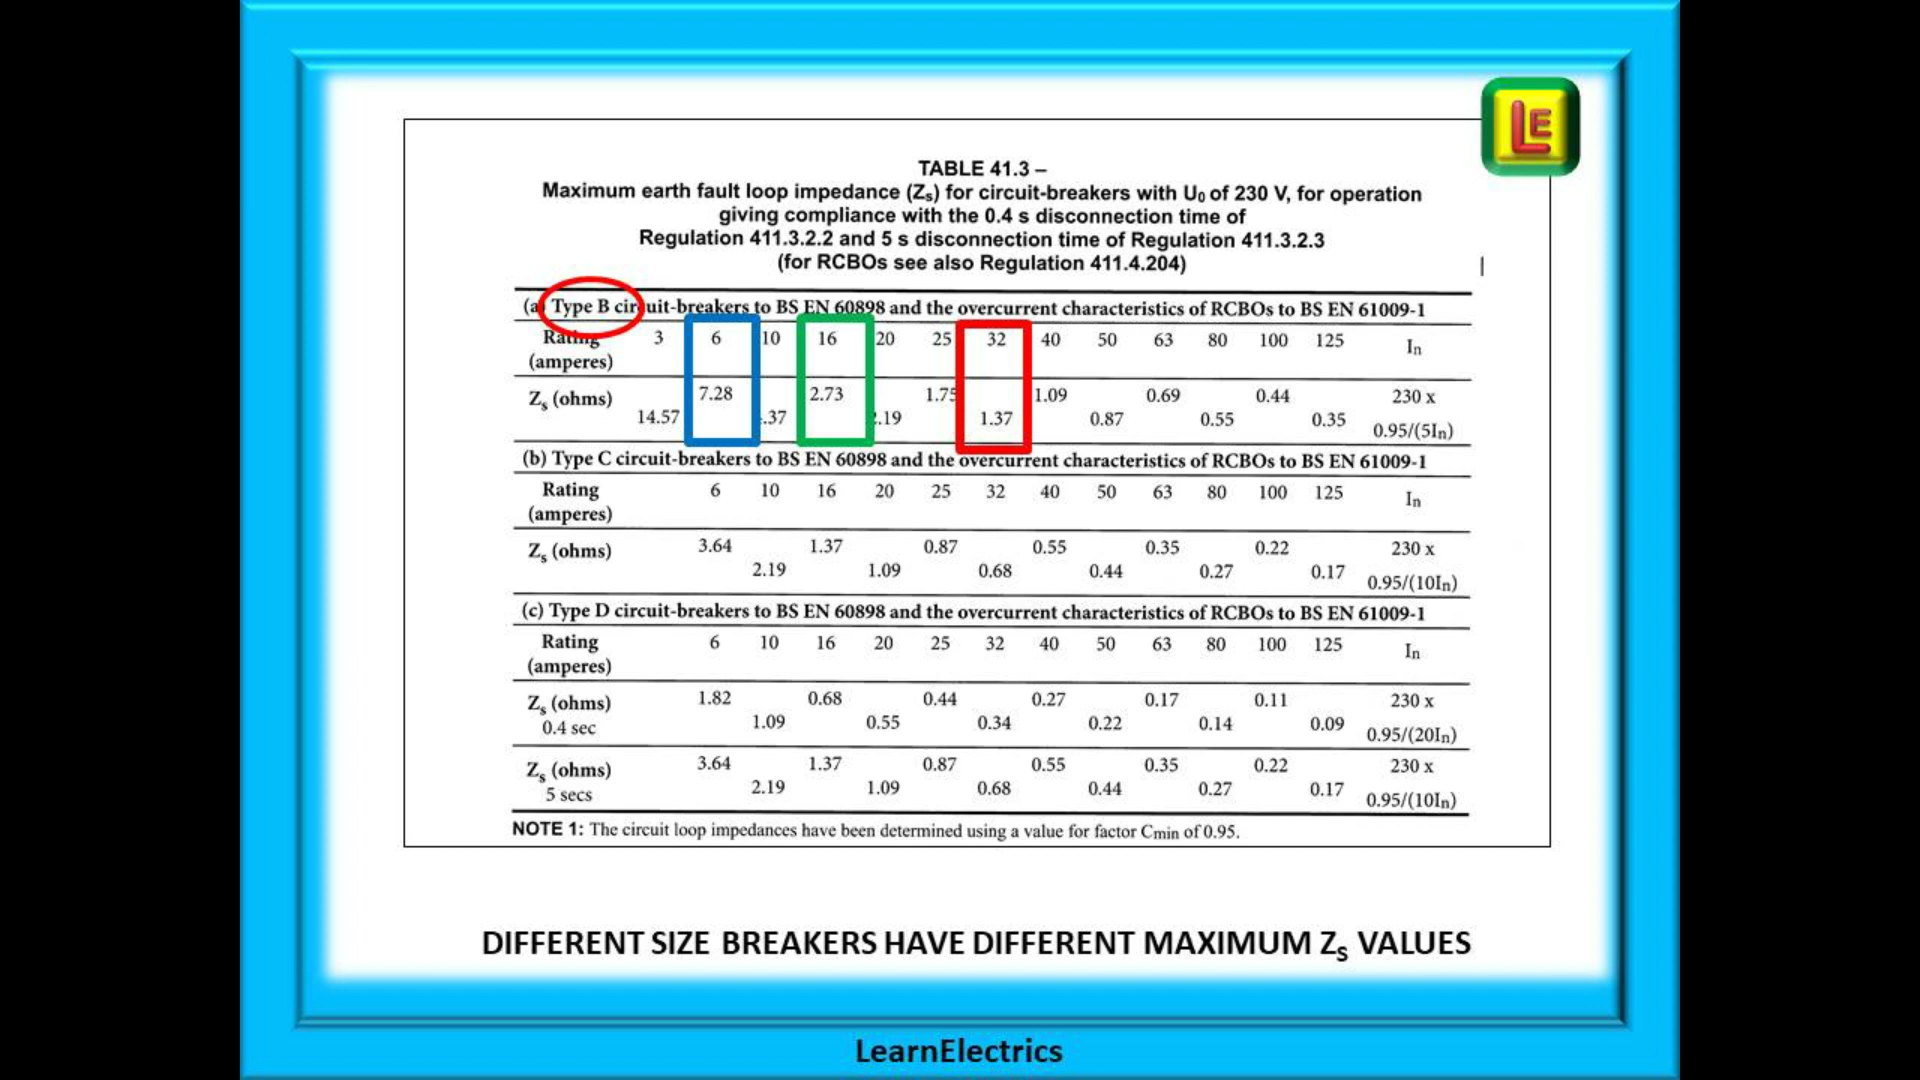 LE
TABLE 41.3 –
Maximum earth fault loop impedance (Zs) for circuit-breakers with U0 of 230 V, for operation
giving compliance with the 0.4 s disconnection time of
Regulation 411.3.2.2 and 5 s disconnection time of Regulation 411.3.2.3
(for RCBOs see also Regulation 411.4.204)
(a) Type B circuit-breakers to BS EN 60898 and the overcurrent characteristics of RCBOs to BS EN 61009-1
Rating 3 6 10 16 20 25 32 40 50 63 80 100 125 In
(amperes)
Zs (ohms) 7.28 2.73 1.75 1.09 0.69 0.44 230 x
14.57 .37 .19 1.37 0.87 0.55 0.35 0.95/(5In)
(b) Type C circuit-breakers to BS EN 60898 and the overcurrent characteristics of RCBOs to BS EN 61009-1
Rating 6 10 16 20 25 32 40 50 63 80 100 125 In
(amperes)
Zs (ohms) 3.64 1.37 0.87 0.55 0.35 0.22 230 x
2.19 1.09 0.68 0.44 0.27 0.17 0.95/(10In)
(c) Type D circuit-breakers to BS EN 60898 and the overcurrent characteristics of RCBOs to BS EN 61009-1
Rating 6 10 16 20 25 32 40 50 63 80 100 125 In
(amperes)
Zs (ohms) 1.82 0.68 0.44 0.27 0.17 0.11 230 x
0.4 sec 1.09 0.55 0.34 0.22 0.14 0.09 0.95/(20In)
Zs (ohms) 3.64 1.37 0.87 0.55 0.35 0.22 230 x
5 secs 2.19 1.09 0.68 0.44 0.27 0.17 0.95/(10In)
NOTE 1: The circuit loop impedances have been determined using a value for factor Cmin of 0.95.
DIFFERENT SIZE BREAKERS HAVE DIFFERENT MAXIMUM Zs VALUES
LearnElectrics